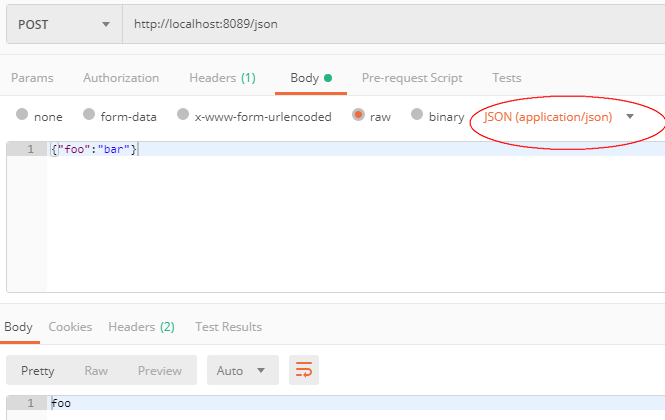 POST http://localhost:8089/json
Params Authorization Headers (1) Body Pre-request Script Tests
none form-data x-www-form-urlencoded raw binary JSON (application/json)
1 {"foo":"bar"}
Body Cookies Headers (2) Test Results
Pretty Raw Preview Auto
1 foo